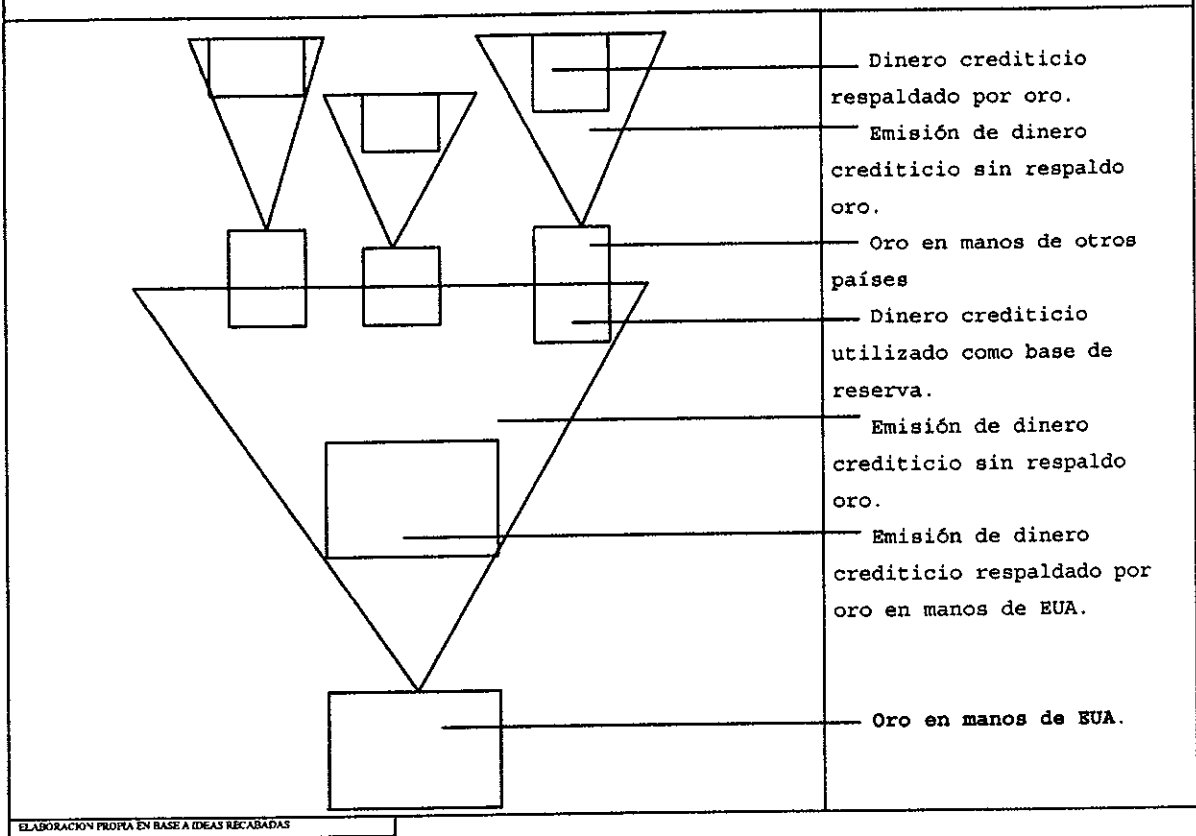 Dinero crediticio
respaldado por oro.
Emisión de dinero
crediticio sin respaldo
oro.
Oro en manos de otros
países
Dinero crediticio
utilizado como base de
reserva.
Emisión de dinero
crediticio sin respaldo
oro.
Emisión de dinero
crediticio respaldado por
oro en manos de EUA.
Oro en manos de EUA.
ELABORACION PROPIA EN BASE A IDEAS RECABADAS